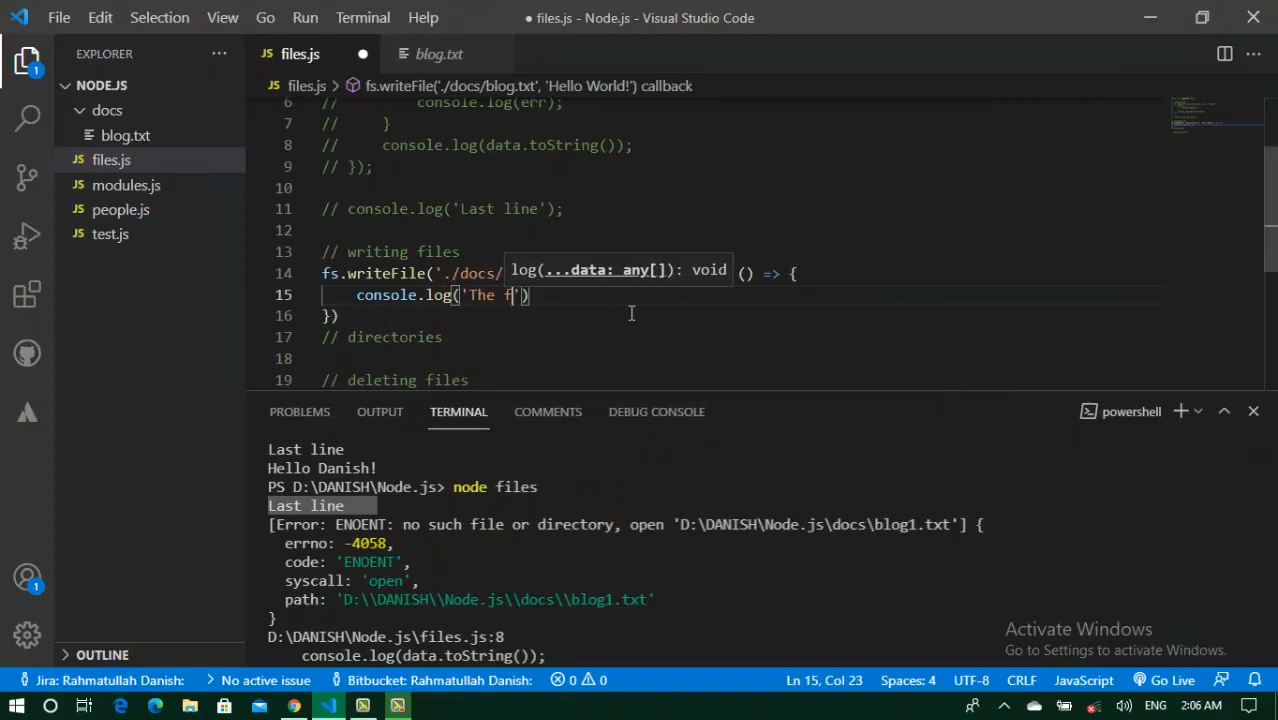 File Edit Selection View Go Run Terminal Help
● files.js - Node.js - Visual Studio Code
EXPLORER ···
JS files.js ●
blog.txt
1
NODE.JS
docs
blog.txt
JS files.js
JS modules.js
JS people.js
JS test.js
JS files.js > fs.writeFile('./docs/blog.txt', 'Hello World!') callback
6 // console.log(err);
7 // }
8 // console.log(data.toString());
9 // });
10
11 // console.log('Last line');
12
13 // writing files
log(...data: any[]): void
14 fs.writeFile('./docs/ () => {
15 console.log('The f')
16 })
17 // directories
18
19 // deleting files
PROBLEMS OUTPUT TERMINAL COMMENTS DEBUG CONSOLE
powershell
Last line
Hello Danish!
PS D:\DANISH\Node.js> node files
Last line
[Error: ENOENT: no such file or directory, open 'D:\DANISH\Node.js\docs\blog1.txt'] {
errno: -4058,
code: 'ENOENT',
syscall: 'open',
path: 'D:\\DANISH\\Node.js\\docs\\blog1.txt'
}
D:\DANISH\Node.js\files.js:8
console.log(data.toString());
1
OUTLINE
Activate Windows
Go to Settings to activate Windows.
Jira: Rahmatullah Danish: No active issue Bitbucket: Rahmatullah Danish: 0 0 Ln 15, Col 23 Spaces: 4 UTF-8 CRLF JavaScript Go Live
ENG 2:06 AM